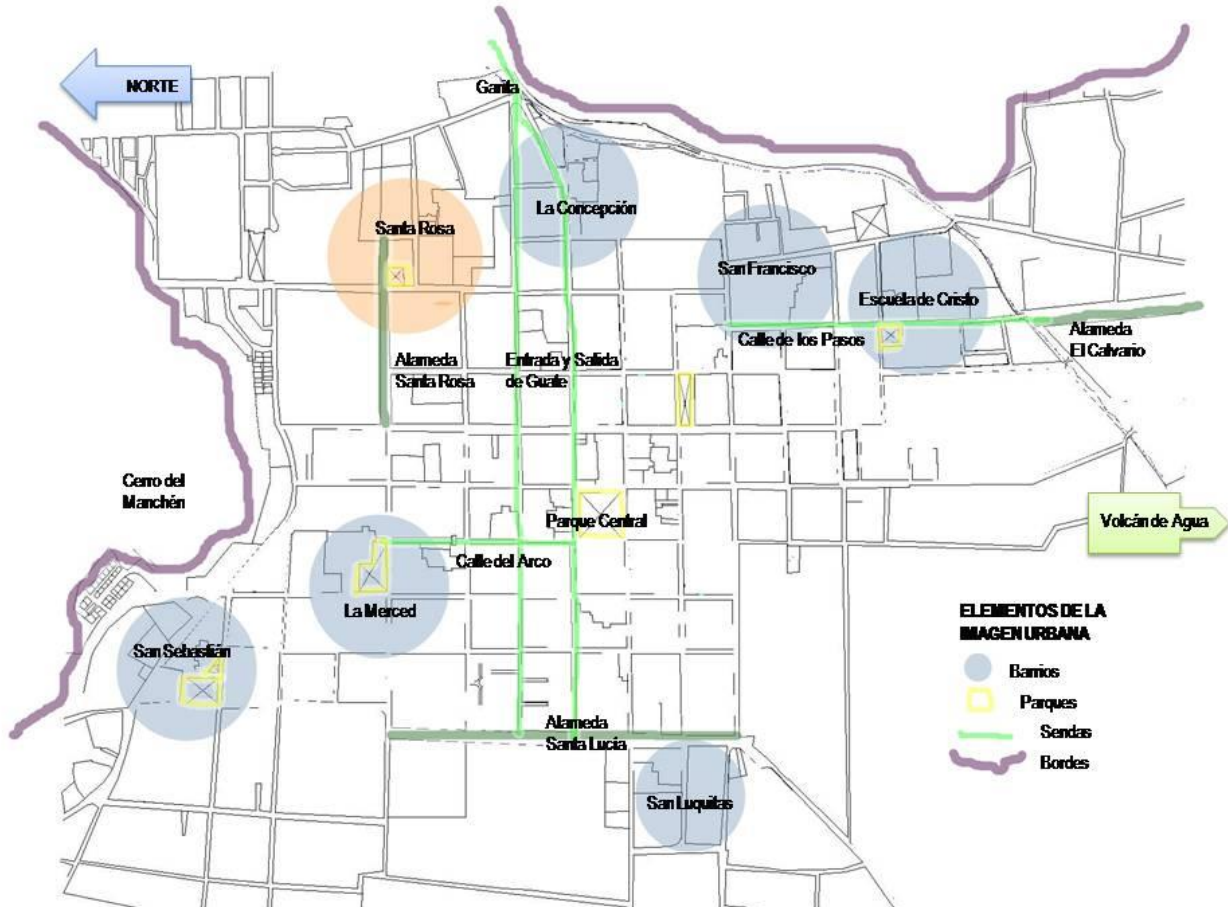 NORTE
Garita
La Concepción
Santa Rosa
San Francisco
Escuela de Cristo
Calle de los Pasos
Alameda
El Calvario
Alameda
Santa Rosa
Entrada y Salida
de Guate
Cerro del
Manchén
Parque Central
Volcán de Agua
Calle del Arco
La Merced
San Sebastián
Alameda
Santa Lucía
San Luquitas
ELEMENTOS DE LA
IMAGEN URBANA
Barrios
Parques
Sendas
Bordes